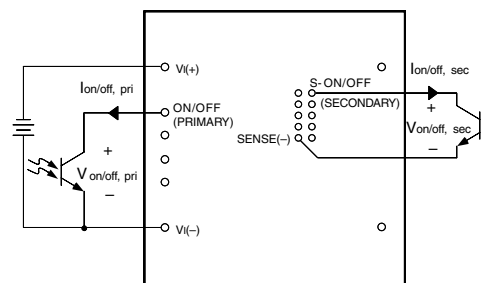 VI(+)
Ion/off, pri
ON/OFF
(PRIMARY)
+
Von/off, pri
–
VI(–)
S- ON/OFF
(SECONDARY)
SENSE(–)
Ion/off, sec
+
Von/off, sec
–